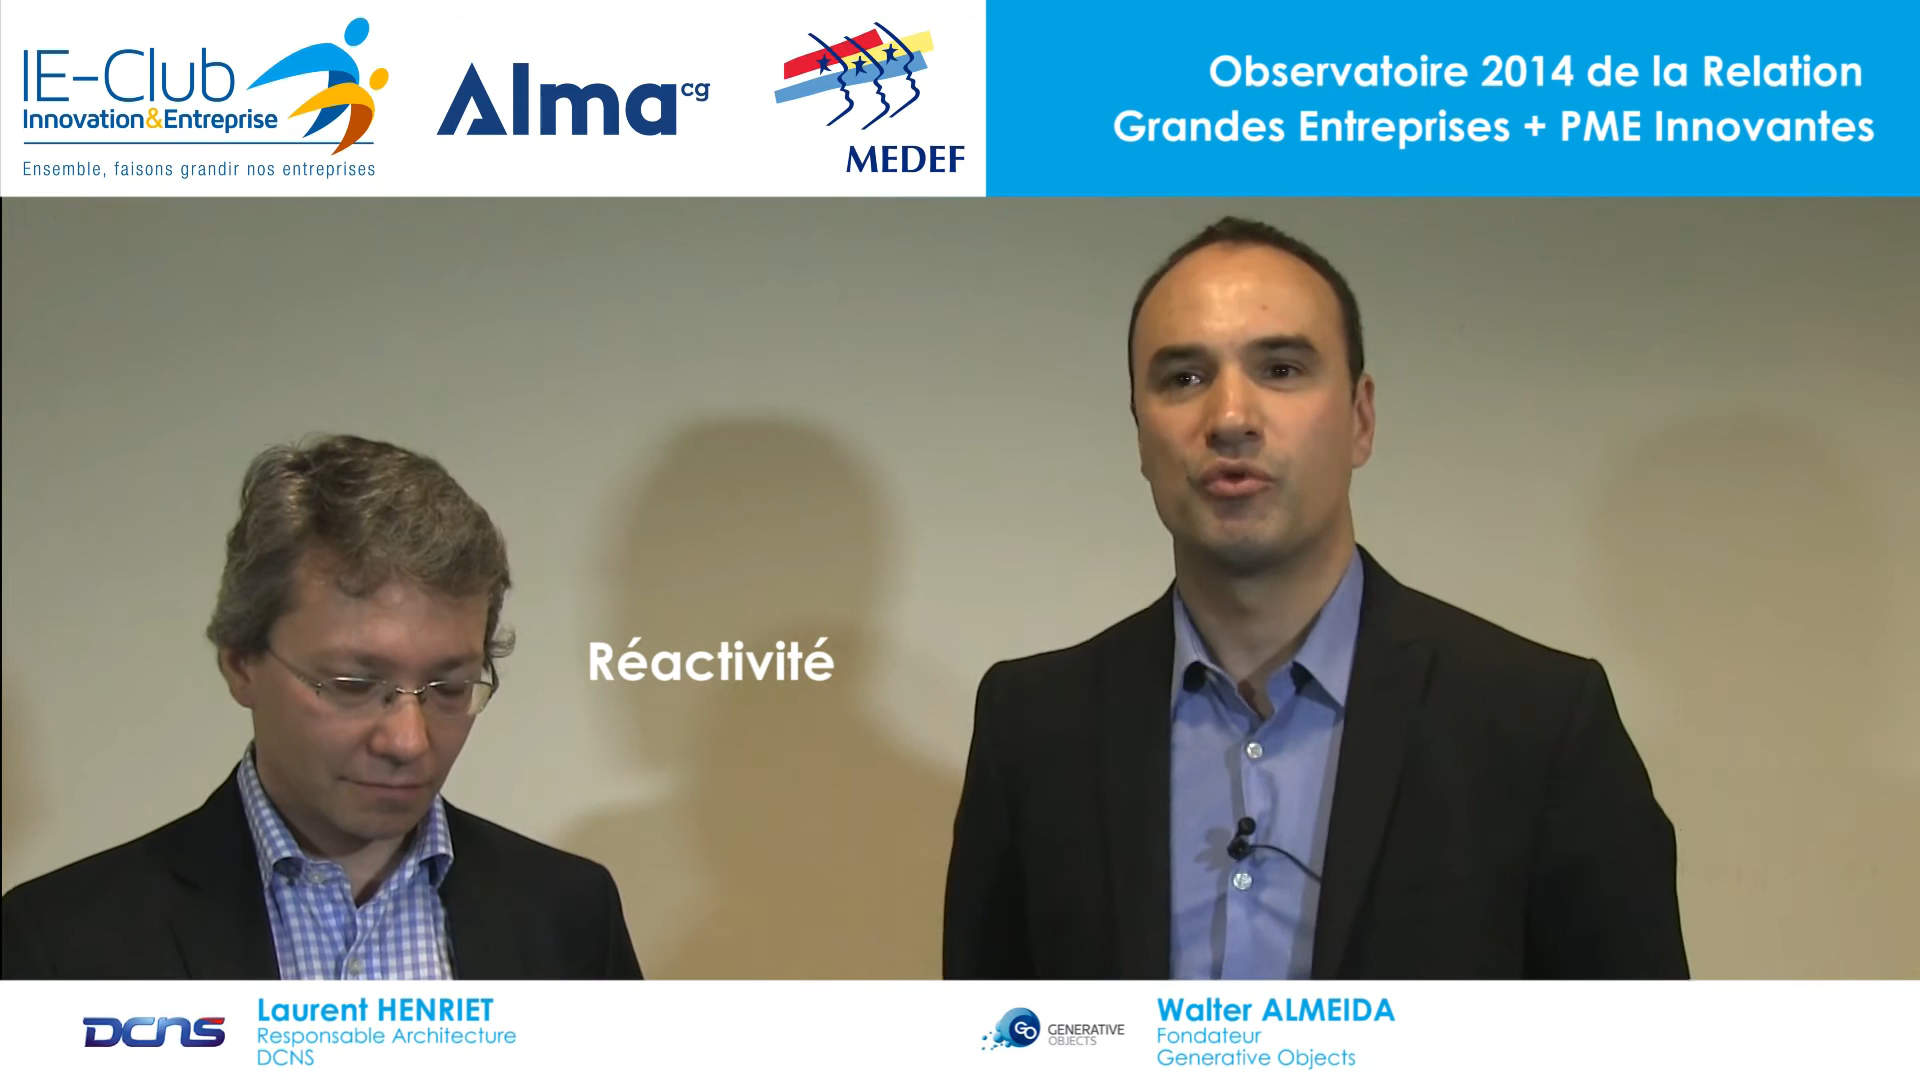 IE-Club
Innovation&Entreprise
Ensemble, faisons grandir nos entreprises
Alma cg
MEDEF
Observatoire 2014 de la Relation
Grandes Entreprises + PME Innovantes
Réactivité
DCNS
Laurent HENRIET
Responsable Architecture
DCNS
GO
GENERATIVE
OBJECTS
Walter ALMEIDA
Fondateur
Generative Objects